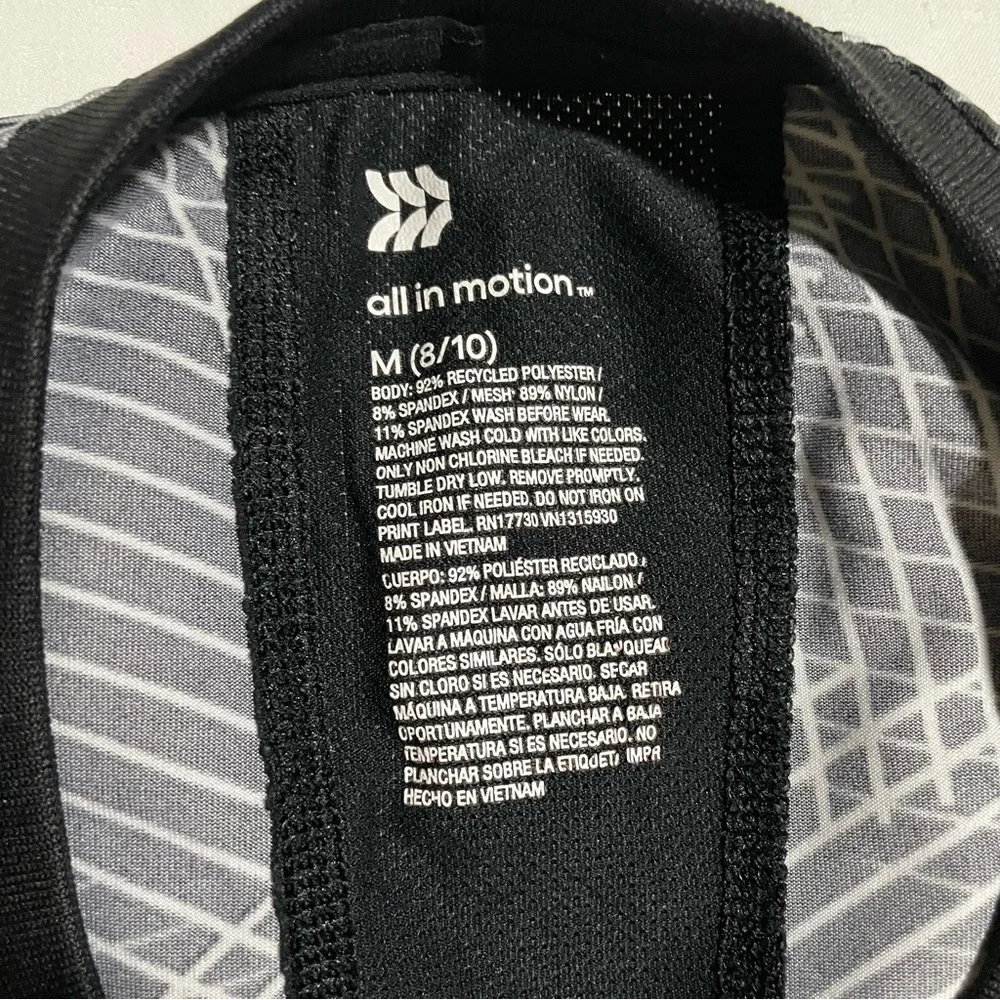 all in motion™
M (8/10)
BODY: 92% RECYCLED POLYESTER /
8% SPANDEX / MESH: 89% NYLON /
11% SPANDEX WASH BEFORE WEAR.
MACHINE WASH COLD WITH LIKE COLORS.
ONLY NON CHLORINE BLEACH IF NEEDED.
TUMBLE DRY LOW. REMOVE PROMPTLY.
COOL IRON IF NEEDED. DO NOT IRON ON
PRINT LABEL. RN17730 VN1315930
MADE IN VIETNAM
CUERPO: 92% POLIÉSTER RECICLADO /
8% SPANDEX / MALLA: 89% NAILON /
11% SPANDEX LAVAR ANTES DE USAR.
LAVAR A MÁQUINA CON AGUA FRÍA CON
COLORES SIMILARES. SÓLO BLANQUEAD
SIN CLORO SI ES NECESARIO. SECAR
MÁQUINA A TEMPERATURA BAJA. RETIRA
OPORTUNAMENTE. PLANCHAR A BAJA
TEMPERATURA SI ES NECESARIO. NO
PLANCHAR SOBRE LA ETIQUET IMPR
HECHO EN VIETNAM